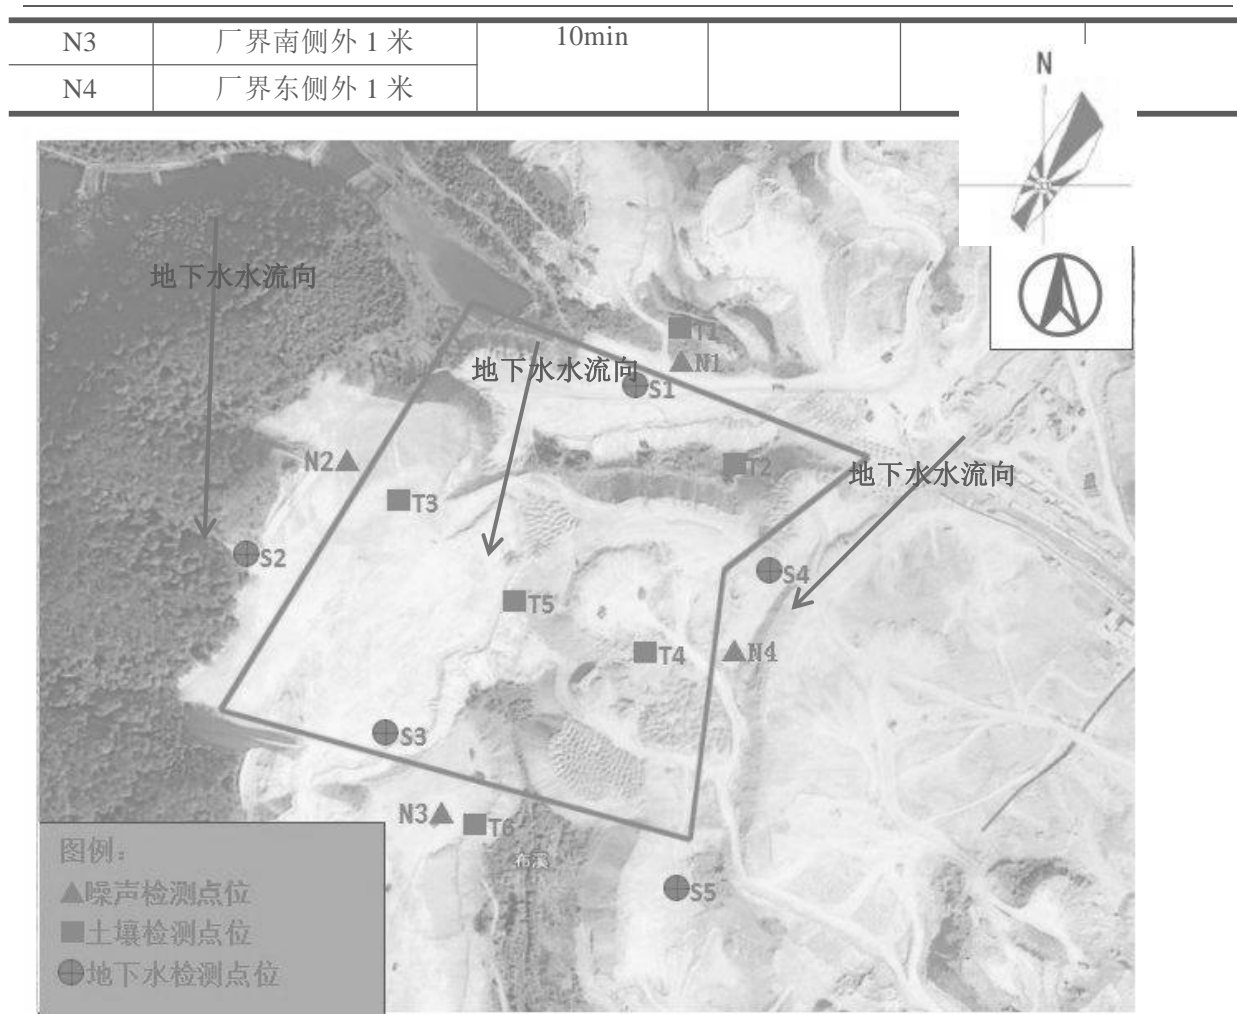 N3 厂界南侧外 1 米 10min
N4 厂界东侧外 1 米
N
地下水水流向
T1
地下水水流向
N1
S1
N2
T2
地下水水流向
T3
S2
S4
T5
T4
N4
S3
N3
T6
布溪
S5
图例：
噪声检测点位
土壤检测点位
地下水检测点位